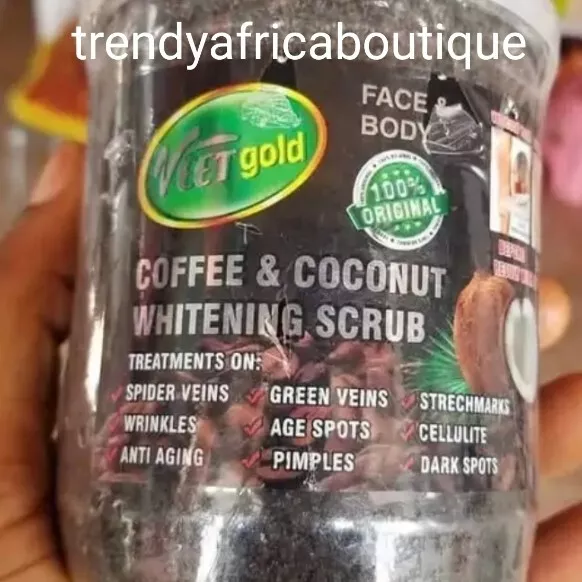 trendyafricaboutique
VEET gold
FACE &
BODY
100%
ORIGINAL
COFFEE & COCONUT
WHITENING SCRUB
TREATMENTS ON:
SPIDER VEINS GREEN VEINS STRECHMARKS
WRINKLES AGE SPOTS CELLULITE
ANTI AGING PIMPLES DARK SPOTS